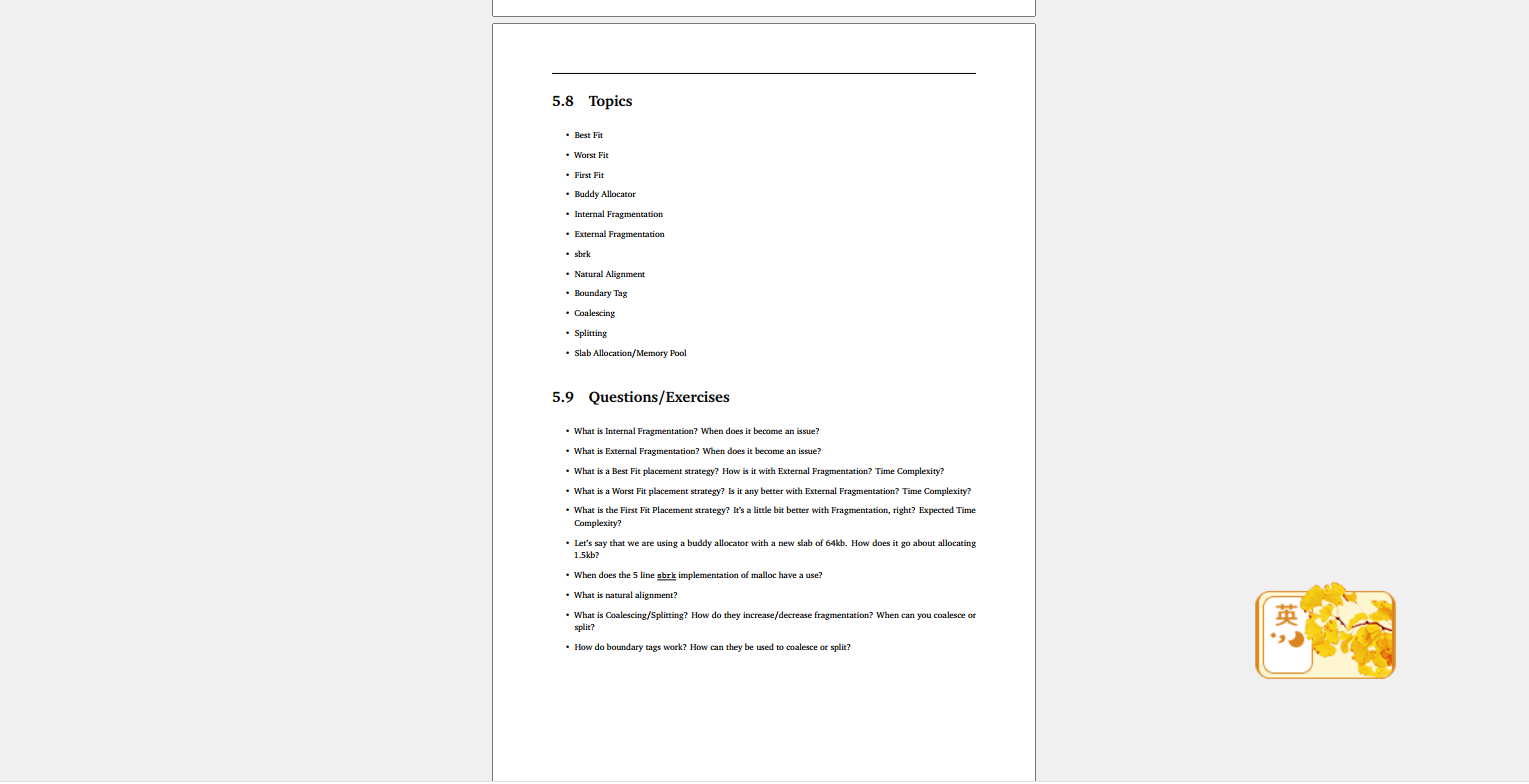 5.8 Topics
• Best Fit
• Worst Fit
• First Fit
• Buddy Allocator
• Internal Fragmentation
• External Fragmentation
• sbrk
• Natural Alignment
• Boundary Tag
• Coalescing
• Splitting
• Slab Allocation/Memory Pool
5.9 Questions/Exercises
• What is Internal Fragmentation? When does it become an issue?
• What is External Fragmentation? When does it become an issue?
• What is a Best Fit placement strategy? How is it with External Fragmentation? Time Complexity?
• What is a Worst Fit placement strategy? Is it any better with External Fragmentation? Time Complexity?
• What is the First Fit Placement strategy? It's a little bit better with Fragmentation, right? Expected Time
Complexity?
• Let's say that we are using a buddy allocator with a new slab of 64kb. How does it go about allocating
1.5kb?
• When does the 5 line sbrk implementation of malloc have a use?
• What is natural alignment?
• What is Coalescing/Splitting? How do they increase/decrease fragmentation? When can you coalesce or
split?
• How do boundary tags work? How can they be used to coalesce or split?
英